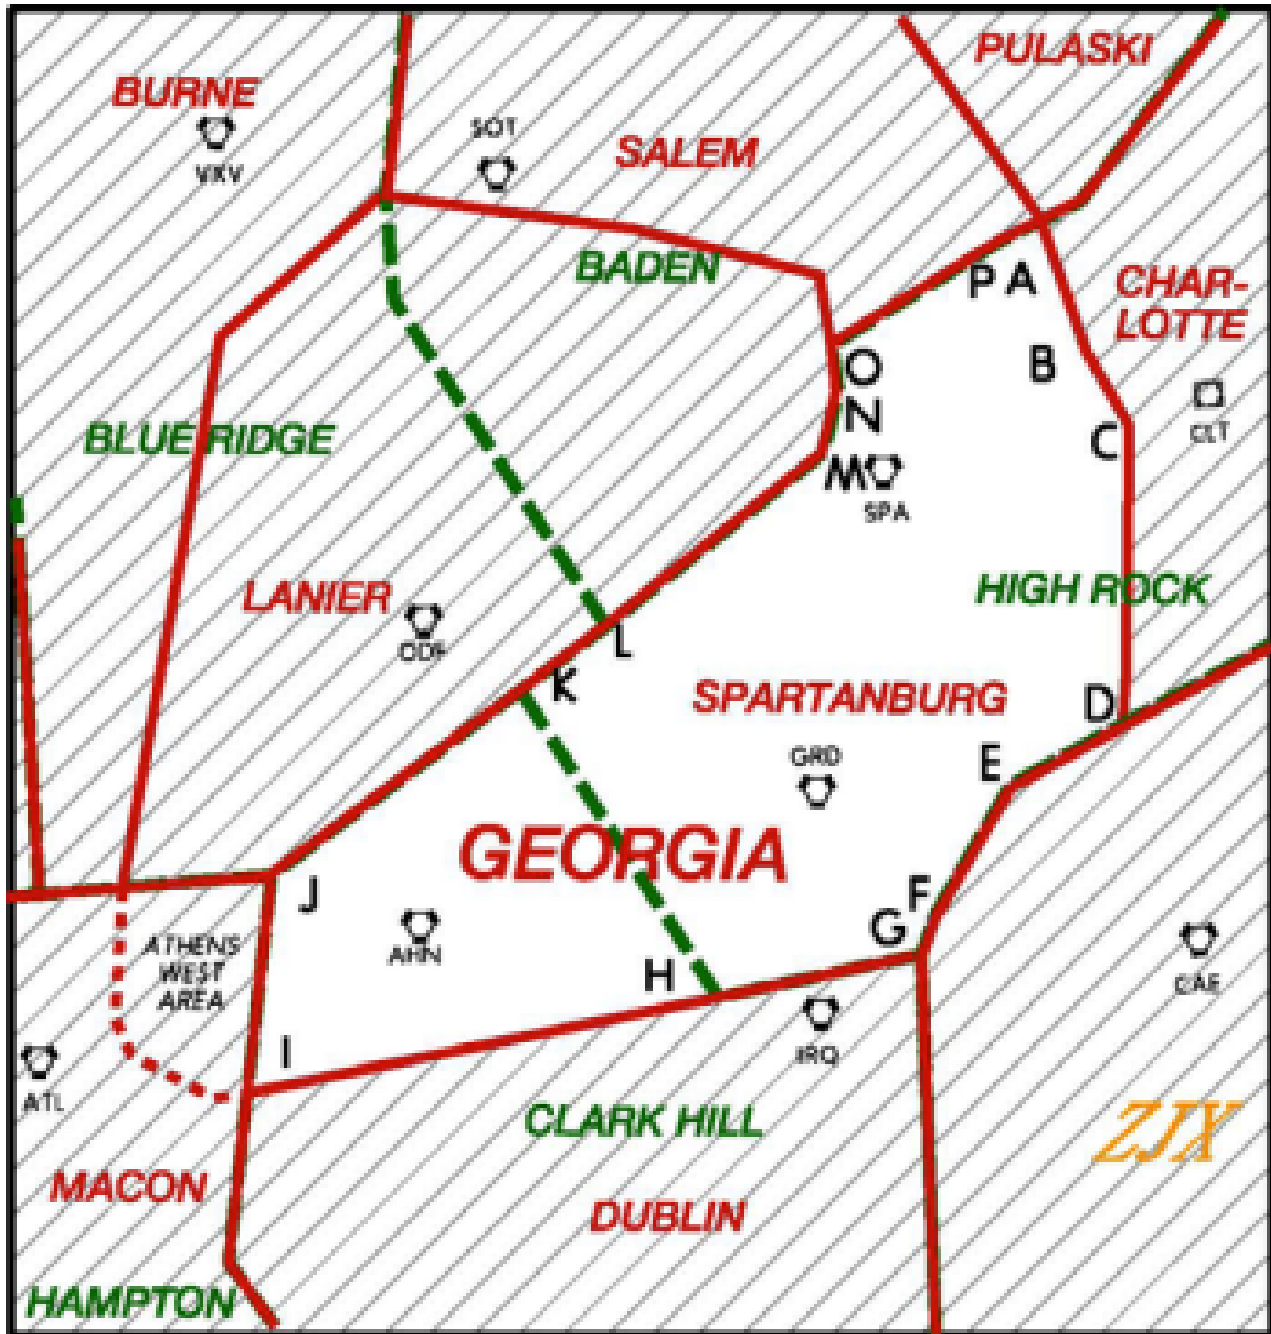 PULASKI
BURNE
SOT
SALEM
VXV
BADEN
P A
CHAR-
LOTTE
B
O
N
C
CLT
BLUE RIDGE
M
SPA
HIGH ROCK
LANIER
ODF
L
K
SPARTANBURG
D
GRD
E
GEORGIA
J
F
G
AHN
ATHENS
WEST
AREA
H
CAE
I
IRQ
ATL
CLARK HILL
ZJX
MACON
DUBLIN
HAMPTON